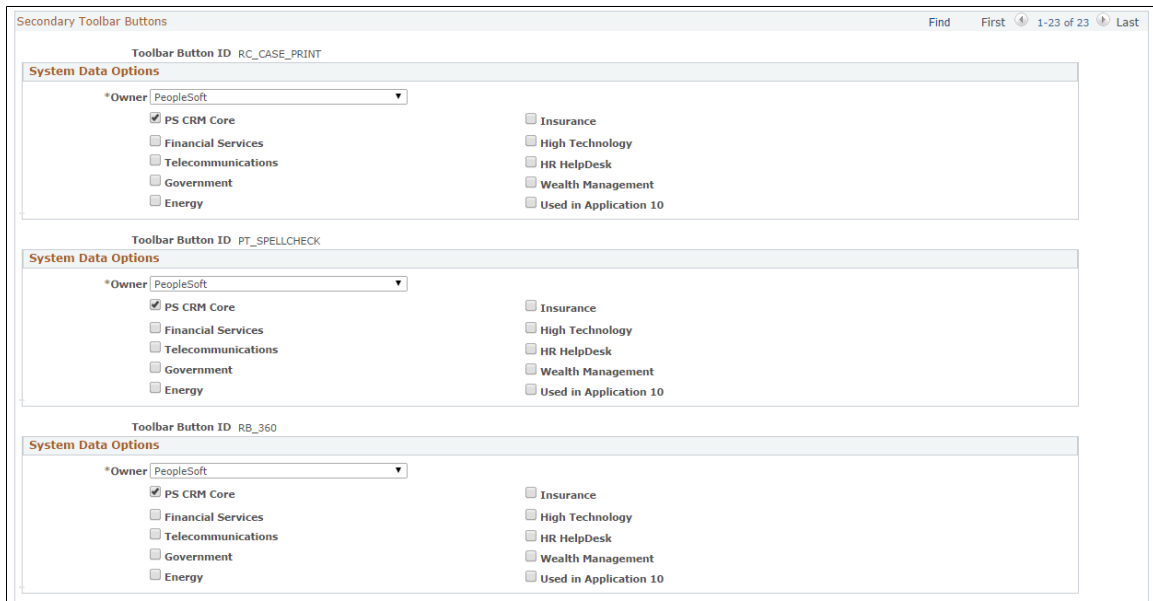 Secondary Toolbar Buttons Find First 1-23 of 23 Last
Toolbar Button ID RC_CASE_PRINT
System Data Options
*Owner PeopleSoft
PS CRM Core Insurance
Financial Services High Technology
Telecommunications HR HelpDesk
Government Wealth Management
Energy Used in Application 10
Toolbar Button ID PT_SPELLCHECK
System Data Options
*Owner PeopleSoft
PS CRM Core Insurance
Financial Services High Technology
Telecommunications HR HelpDesk
Government Wealth Management
Energy Used in Application 10
Toolbar Button ID RB_360
System Data Options
*Owner PeopleSoft
PS CRM Core Insurance
Financial Services High Technology
Telecommunications HR HelpDesk
Government Wealth Management
Energy Used in Application 10